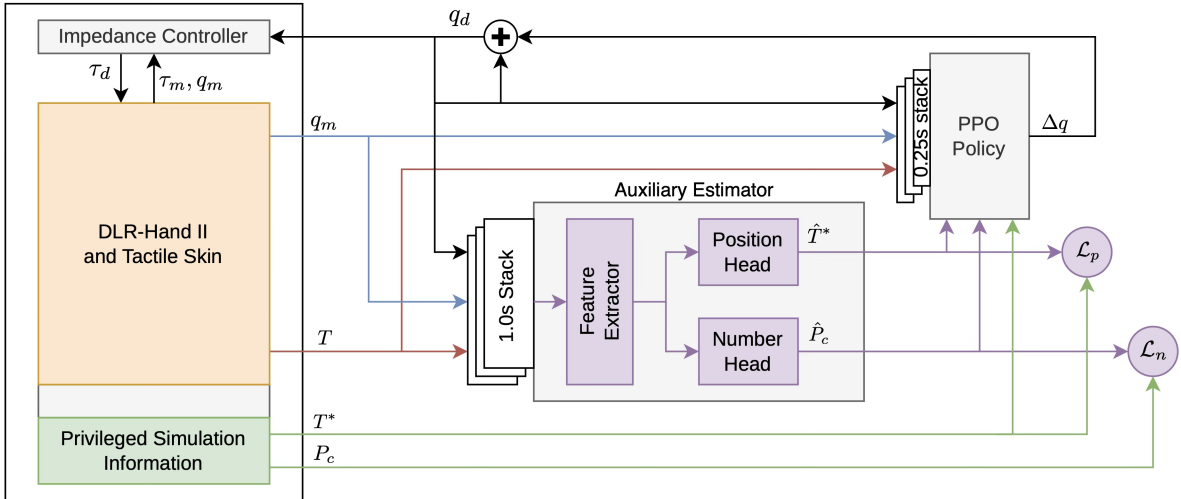 Impedance Controller
q_d
τ_d
τ_m, q_m
q_m
0.25s stack
PPO
Policy
Δq
DLR-Hand II
and Tactile Skin
Auxiliary Estimator
1.0s Stack
Feature
Extractor
Position
Head
T̂*
ℒ_p
T
Number
Head
P̂_c
ℒ_n
Privileged Simulation
Information
T*
P_c